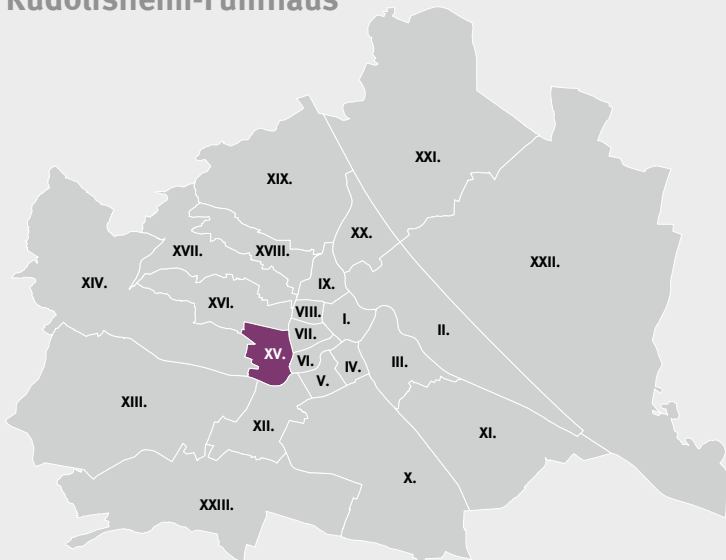 Rudolfsheim-Fünfhaus
XXI.
XIX.
XX.
XVII.
XVIII.
XXII.
XIV.
IX.
XVI.
VIII.
I.
II.
VII.
XV.
VI.
IV.
III.
V.
XIII.
XII.
XI.
X.
XXIII.